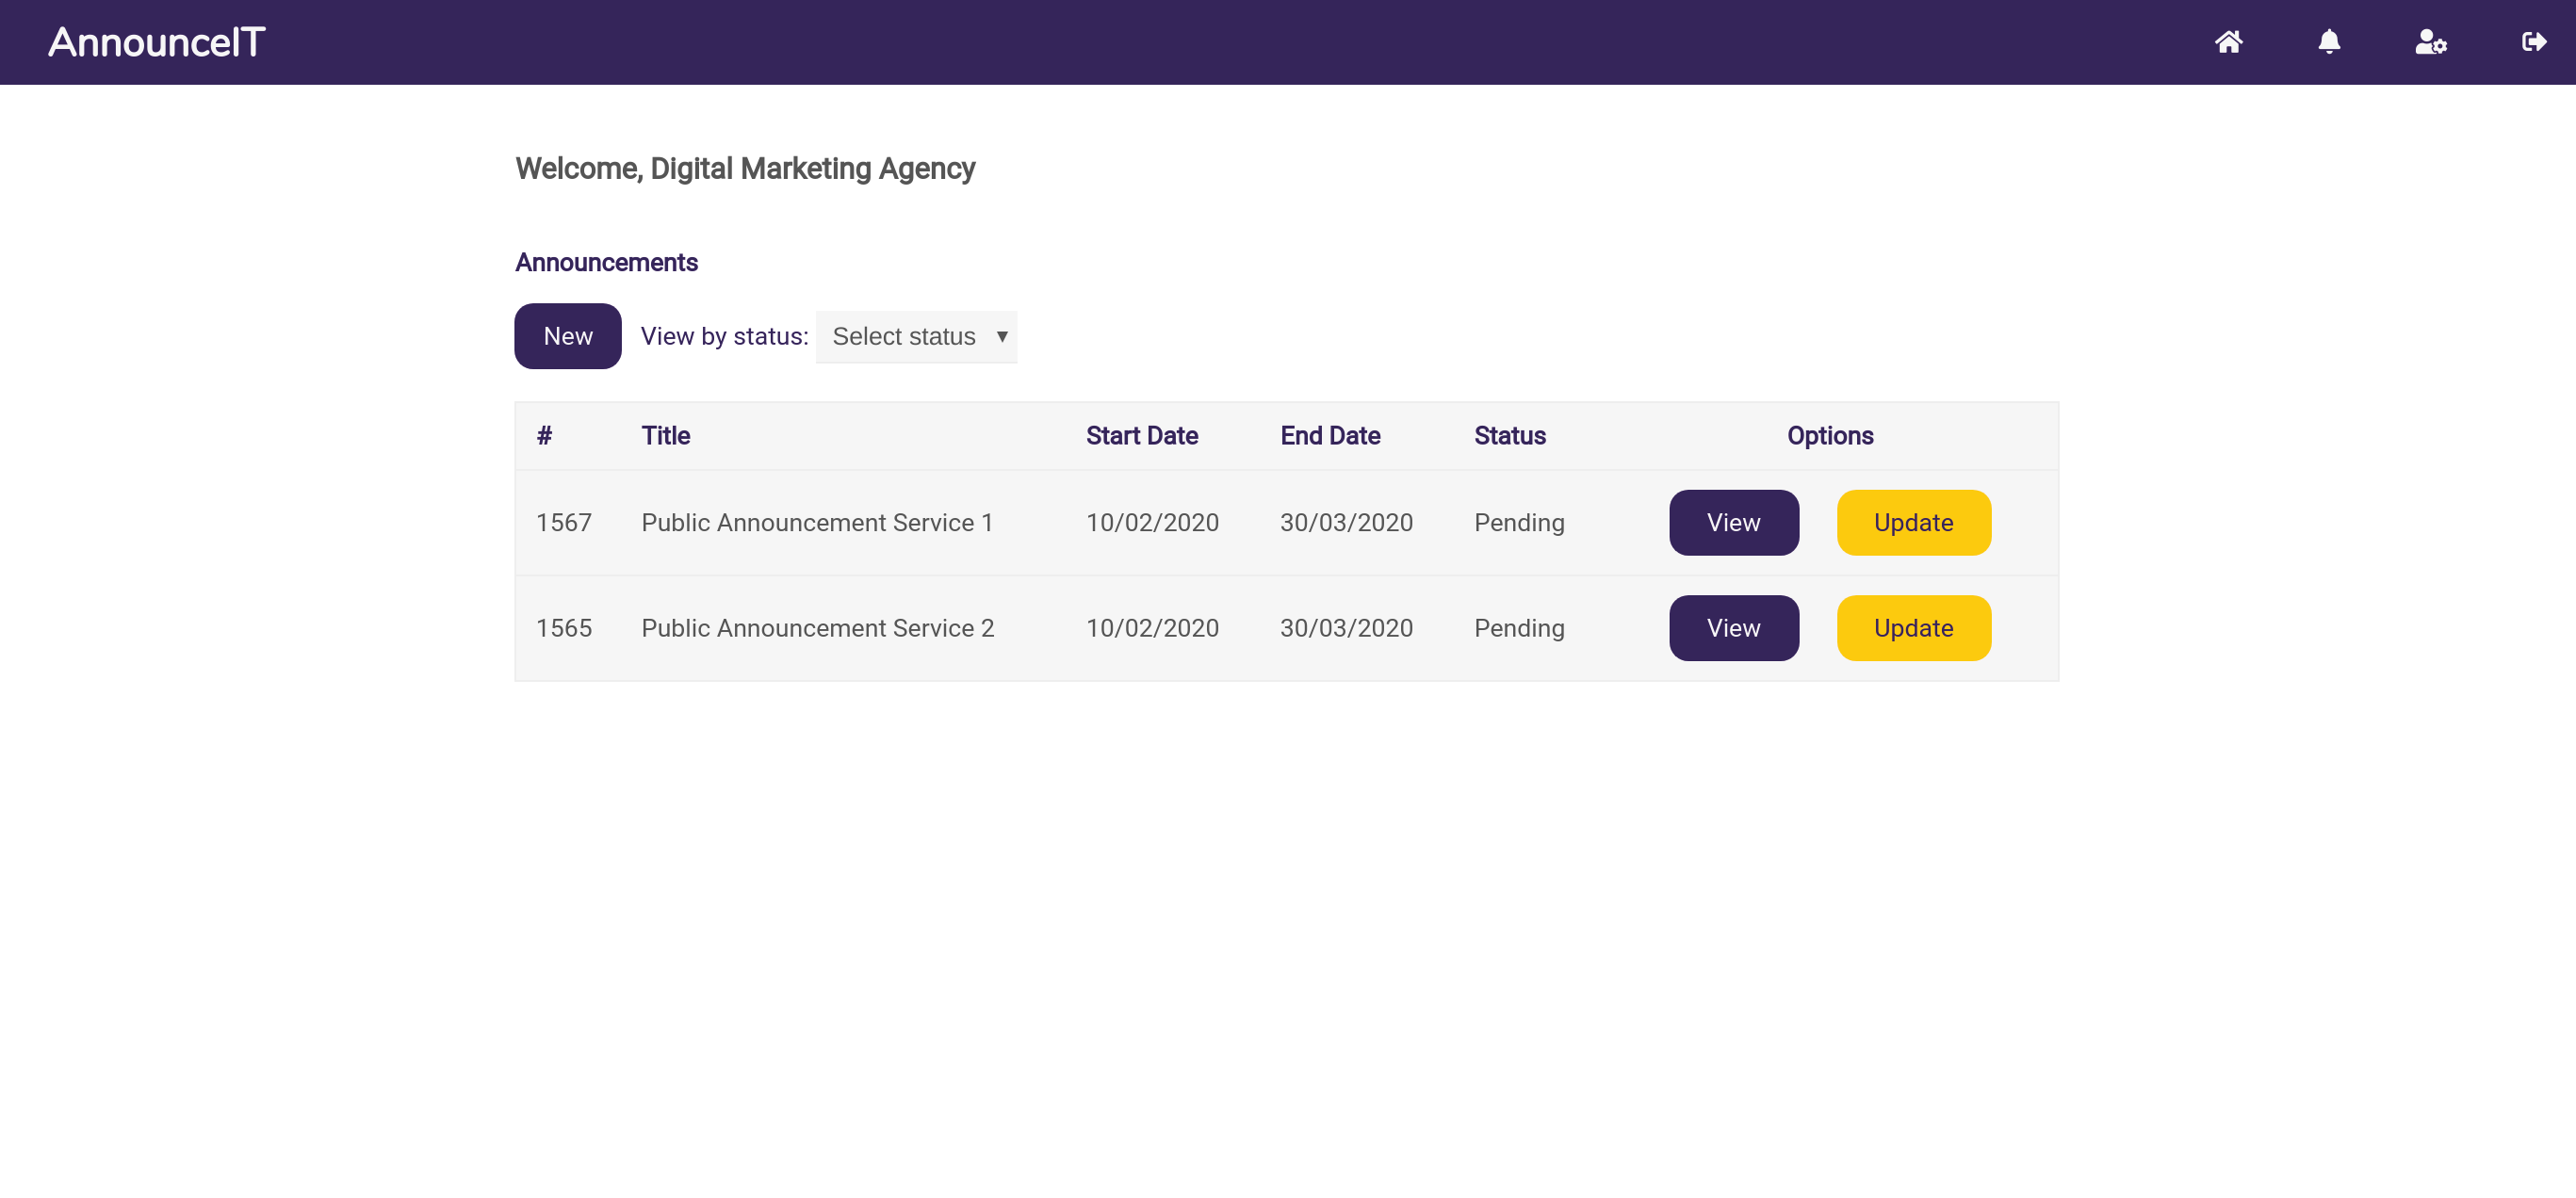 AnnounceIT
Welcome, Digital Marketing Agency
Announcements
New View by status: Select status
# Title Start Date End Date Status Options
1567 Public Announcement Service 1 10/02/2020 30/03/2020 Pending View Update
1565 Public Announcement Service 2 10/02/2020 30/03/2020 Pending View Update